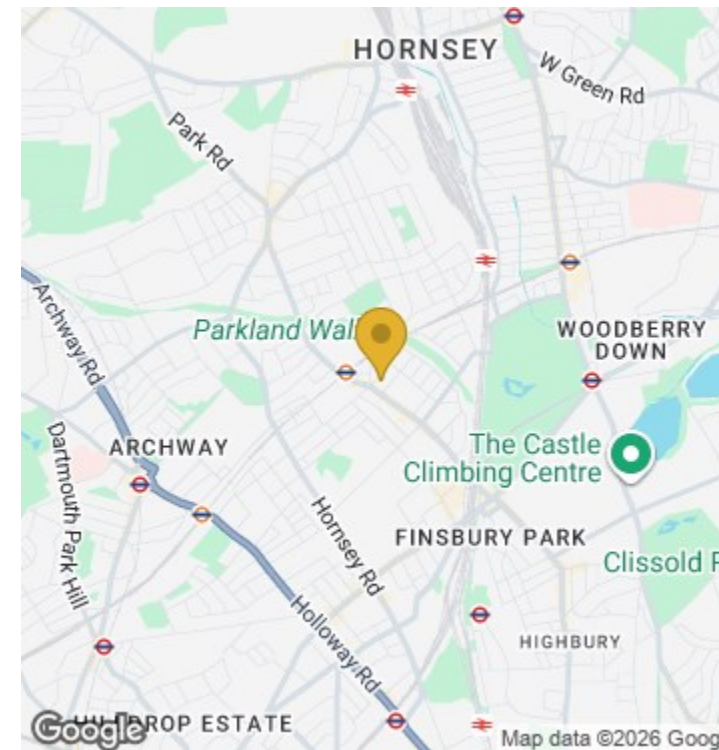 HORNSEY
W Green Rd
Park Rd
Archway Rd
Parkland Wal
WOODBERRY
DOWN
ARCHWAY
The Castle
Climbing Centre
Dartmouth Park Hill
Hornsey Rd
FINSBURY PARK
Clissold P
Holloway Rd
HIGHBURY
DROP ESTATE
Google
Map data ©2026 Goog